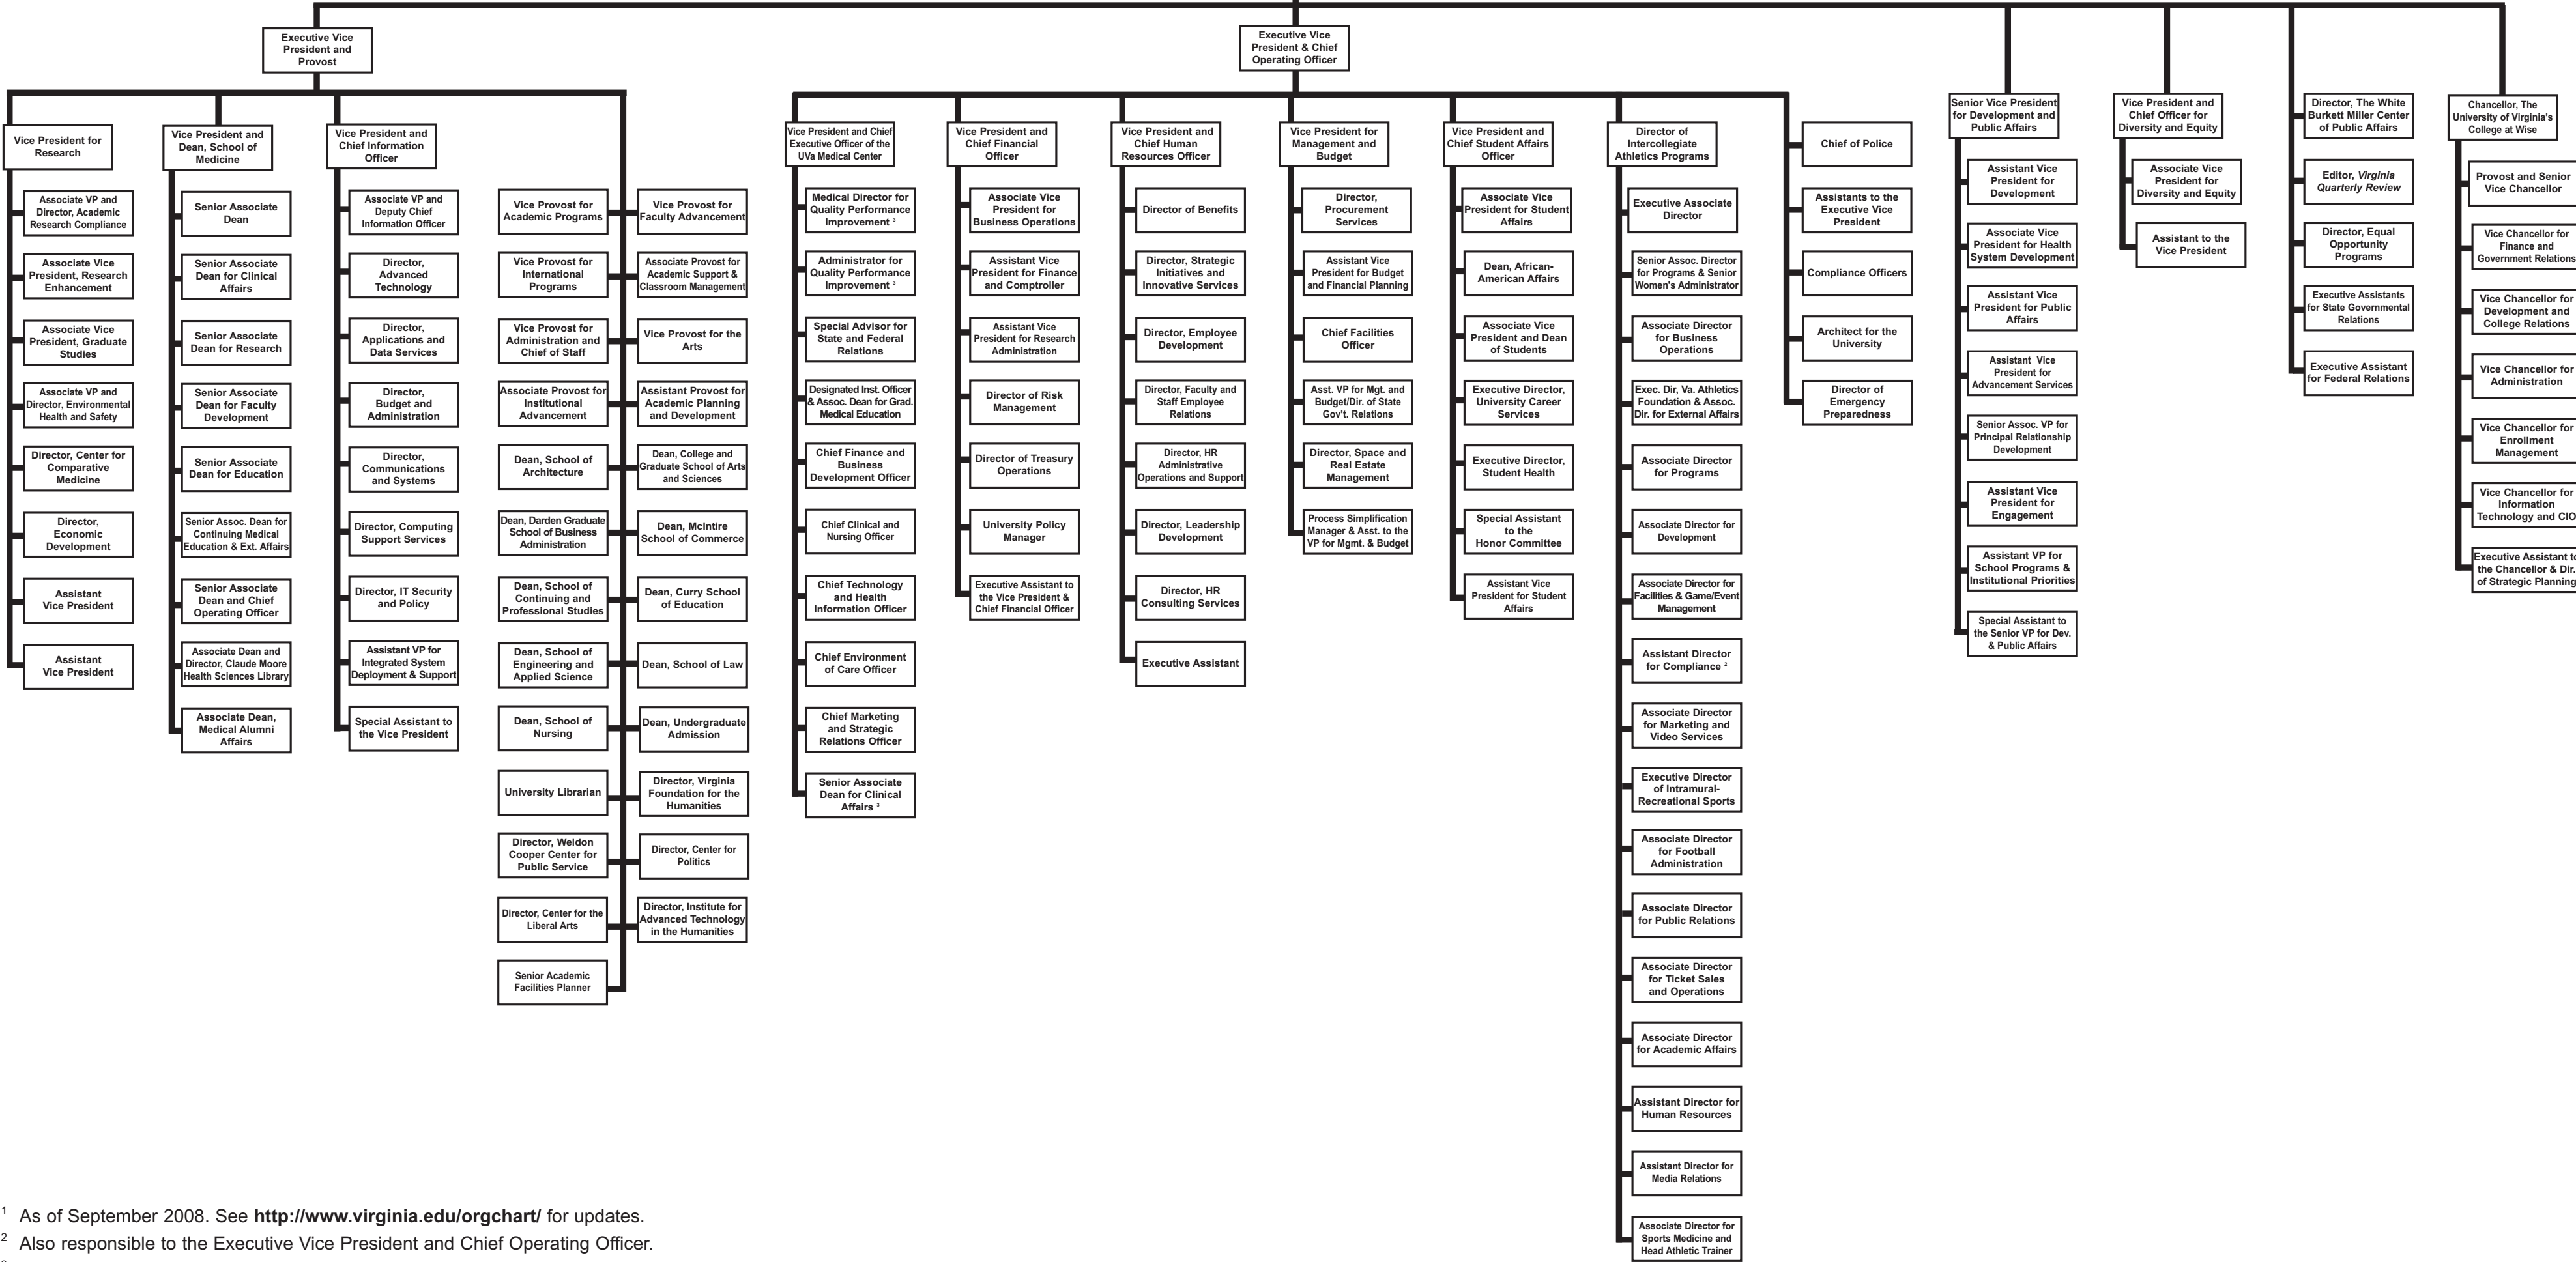 Executive Vice
President and
Provost
Executive Vice
President & Chief
Operating Officer
Vice President for
Research
Associate VP and
Director, Academic
Research Compliance
Associate Vice
President, Research
Enhancement
Associate Vice
President, Graduate
Studies
Associate VP and
Director, Environmental
Health and Safety
Director, Center for
Comparative
Medicine
Director,
Economic
Development
Assistant
Vice President
Assistant
Vice President
Vice President and
Dean, School of
Medicine
Senior Associate
Dean
Senior Associate
Dean for Clinical
Affairs
Senior Associate
Dean for Research
Senior Associate
Dean for Faculty
Development
Senior Associate
Dean for Education
Senior Assoc. Dean for
Continuing Medical
Education & Ext. Affairs
Senior Associate
Dean and Chief
Operating Officer
Associate Dean and
Director, Claude Moore
Health Sciences Library
Associate Dean,
Medical Alumni
Affairs
Vice President and
Chief Information
Officer
Associate VP and
Deputy Chief
Information Officer
Director,
Advanced
Technology
Director,
Applications and
Data Services
Director,
Budget and
Administration
Director,
Communications
and Systems
Director, Computing
Support Services
Director, IT Security
and Policy
Assistant VP for
Integrated System
Deployment & Support
Special Assistant to
the Vice President
Vice Provost for
Academic Programs
Vice Provost for
International
Programs
Vice Provost for
Administration and
Chief of Staff
Associate Provost for
Institutional
Advancement
Dean, School of
Architecture
Dean, Darden Graduate
School of Business
Administration
Dean, School of
Continuing and
Professional Studies
Dean, School of
Engineering and
Applied Science
Dean, School of
Nursing
University Librarian
Director, Weldon
Cooper Center for
Public Service
Director, Center for the
Liberal Arts
Senior Academic
Facilities Planner
Vice Provost for
Faculty Advancement
Associate Provost for
Academic Support &
Classroom Management
Vice Provost for the
Arts
Assistant Provost for
Academic Planning
and Development
Dean, College and
Graduate School of Arts
and Sciences
Dean, McIntire
School of Commerce
Dean, Curry School
of Education
Dean, School of Law
Dean, Undergraduate
Admission
Director, Virginia
Foundation for the
Humanities
Director, Center for
Politics
Director, Institute for
Advanced Technology
in the Humanities
Vice President and Chief
Executive Officer of the
UVa Medical Center
Medical Director for
Quality Performance
Improvement ³
Administrator for
Quality Performance
Improvement ³
Special Advisor for
State and Federal
Relations
Designated Inst. Officer
& Assoc. Dean for Grad.
Medical Education
Chief Finance and
Business
Development Officer
Chief Clinical and
Nursing Officer
Chief Technology
and Health
Information Officer
Chief Environment
of Care Officer
Chief Marketing
and Strategic
Relations Officer
Senior Associate
Dean for Clinical
Affairs ³
Vice President and
Chief Financial
Officer
Associate Vice
President for
Business Operations
Assistant Vice
President for Finance
and Comptroller
Assistant Vice
President for Research
Administration
Director of Risk
Management
Director of Treasury
Operations
University Policy
Manager
Executive Assistant to
the Vice President &
Chief Financial Officer
Vice President and
Chief Human
Resources Officer
Director of Benefits
Director, Strategic
Initiatives and
Innovative Services
Director, Employee
Development
Director, Faculty and
Staff Employee
Relations
Director, HR
Administrative
Operations and Support
Director, Leadership
Development
Director, HR
Consulting Services
Executive Assistant
Vice President for
Management and
Budget
Director,
Procurement
Services
Assistant Vice
President for Budget
and Financial Planning
Chief Facilities
Officer
Asst. VP for Mgt. and
Budget/Dir. of State
Gov't. Relations
Director, Space and
Real Estate
Management
Process Simplification
Manager & Asst. to the
VP for Mgmt. & Budget
Vice President and
Chief Student Affairs
Officer
Associate Vice
President for Student
Affairs
Dean, African-
American Affairs
Associate Vice
President and Dean
of Students
Executive Director,
University Career
Services
Executive Director,
Student Health
Special Assistant
to the
Honor Committee
Assistant Vice
President for Student
Affairs
Director of
Intercollegiate
Athletics Programs
Executive Associate
Director
Senior Assoc. Director
for Programs & Senior
Women's Administrator
Associate Director
for Business
Operations
Exec. Dir, Va. Athletics
Foundation & Assoc.
Dir. for External Affairs
Associate Director
for Programs
Associate Director for
Development
Associate Director for
Facilities & Game/Event
Management
Assistant Director
for Compliance ²
Associate Director
for Marketing and
Video Services
Executive Director
of Intramural-
Recreational Sports
Associate Director
for Football
Administration
Associate Director
for Public Relations
Associate Director
for Ticket Sales
and Operations
Associate Director
for Academic Affairs
Assistant Director for
Human Resources
Assistant Director for
Media Relations
Associate Director for
Sports Medicine and
Head Athletic Trainer
Chief of Police
Assistants to the
Executive Vice
President
Compliance Officers
Architect for the
University
Director of
Emergency
Preparedness
Senior Vice President
for Development and
Public Affairs
Assistant Vice
President for
Development
Associate Vice
President for Health
System Development
Assistant Vice
President for Public
Affairs
Assistant Vice
President for
Advancement Services
Senior Assoc. VP for
Principal Relationship
Development
Assistant Vice
President for
Engagement
Assistant VP for
School Programs &
Institutional Priorities
Special Assistant to
the Senior VP for Dev.
& Public Affairs
Vice President and
Chief Officer for
Diversity and Equity
Associate Vice
President for
Diversity and Equity
Assistant to the
Vice President
Director, The White
Burkett Miller Center
of Public Affairs
Editor, Virginia
Quarterly Review
Director, Equal
Opportunity
Programs
Executive Assistants
for State Governmental
Relations
Executive Assistant
for Federal Relations
Chancellor, The
University of Virginia's
College at Wise
Provost and Senior
Vice Chancellor
Vice Chancellor for
Finance and
Government Relations
Vice Chancellor for
Development and
College Relations
Vice Chancellor for
Administration
Vice Chancellor for
Enrollment
Management
Vice Chancellor for
Information
Technology and CIO
Executive Assistant to
the Chancellor & Dir.
of Strategic Planning
¹ As of September 2008. See http://www.virginia.edu/orgchart/ for updates.
² Also responsible to the Executive Vice President and Chief Operating Officer.